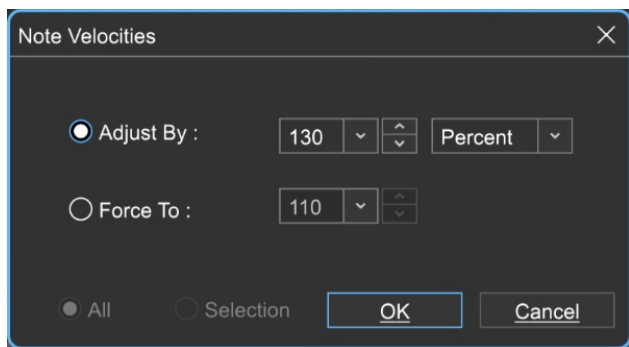 Note Velocities
Adjust By : 130 Percent
Force To : 110
All Selection OK Cancel